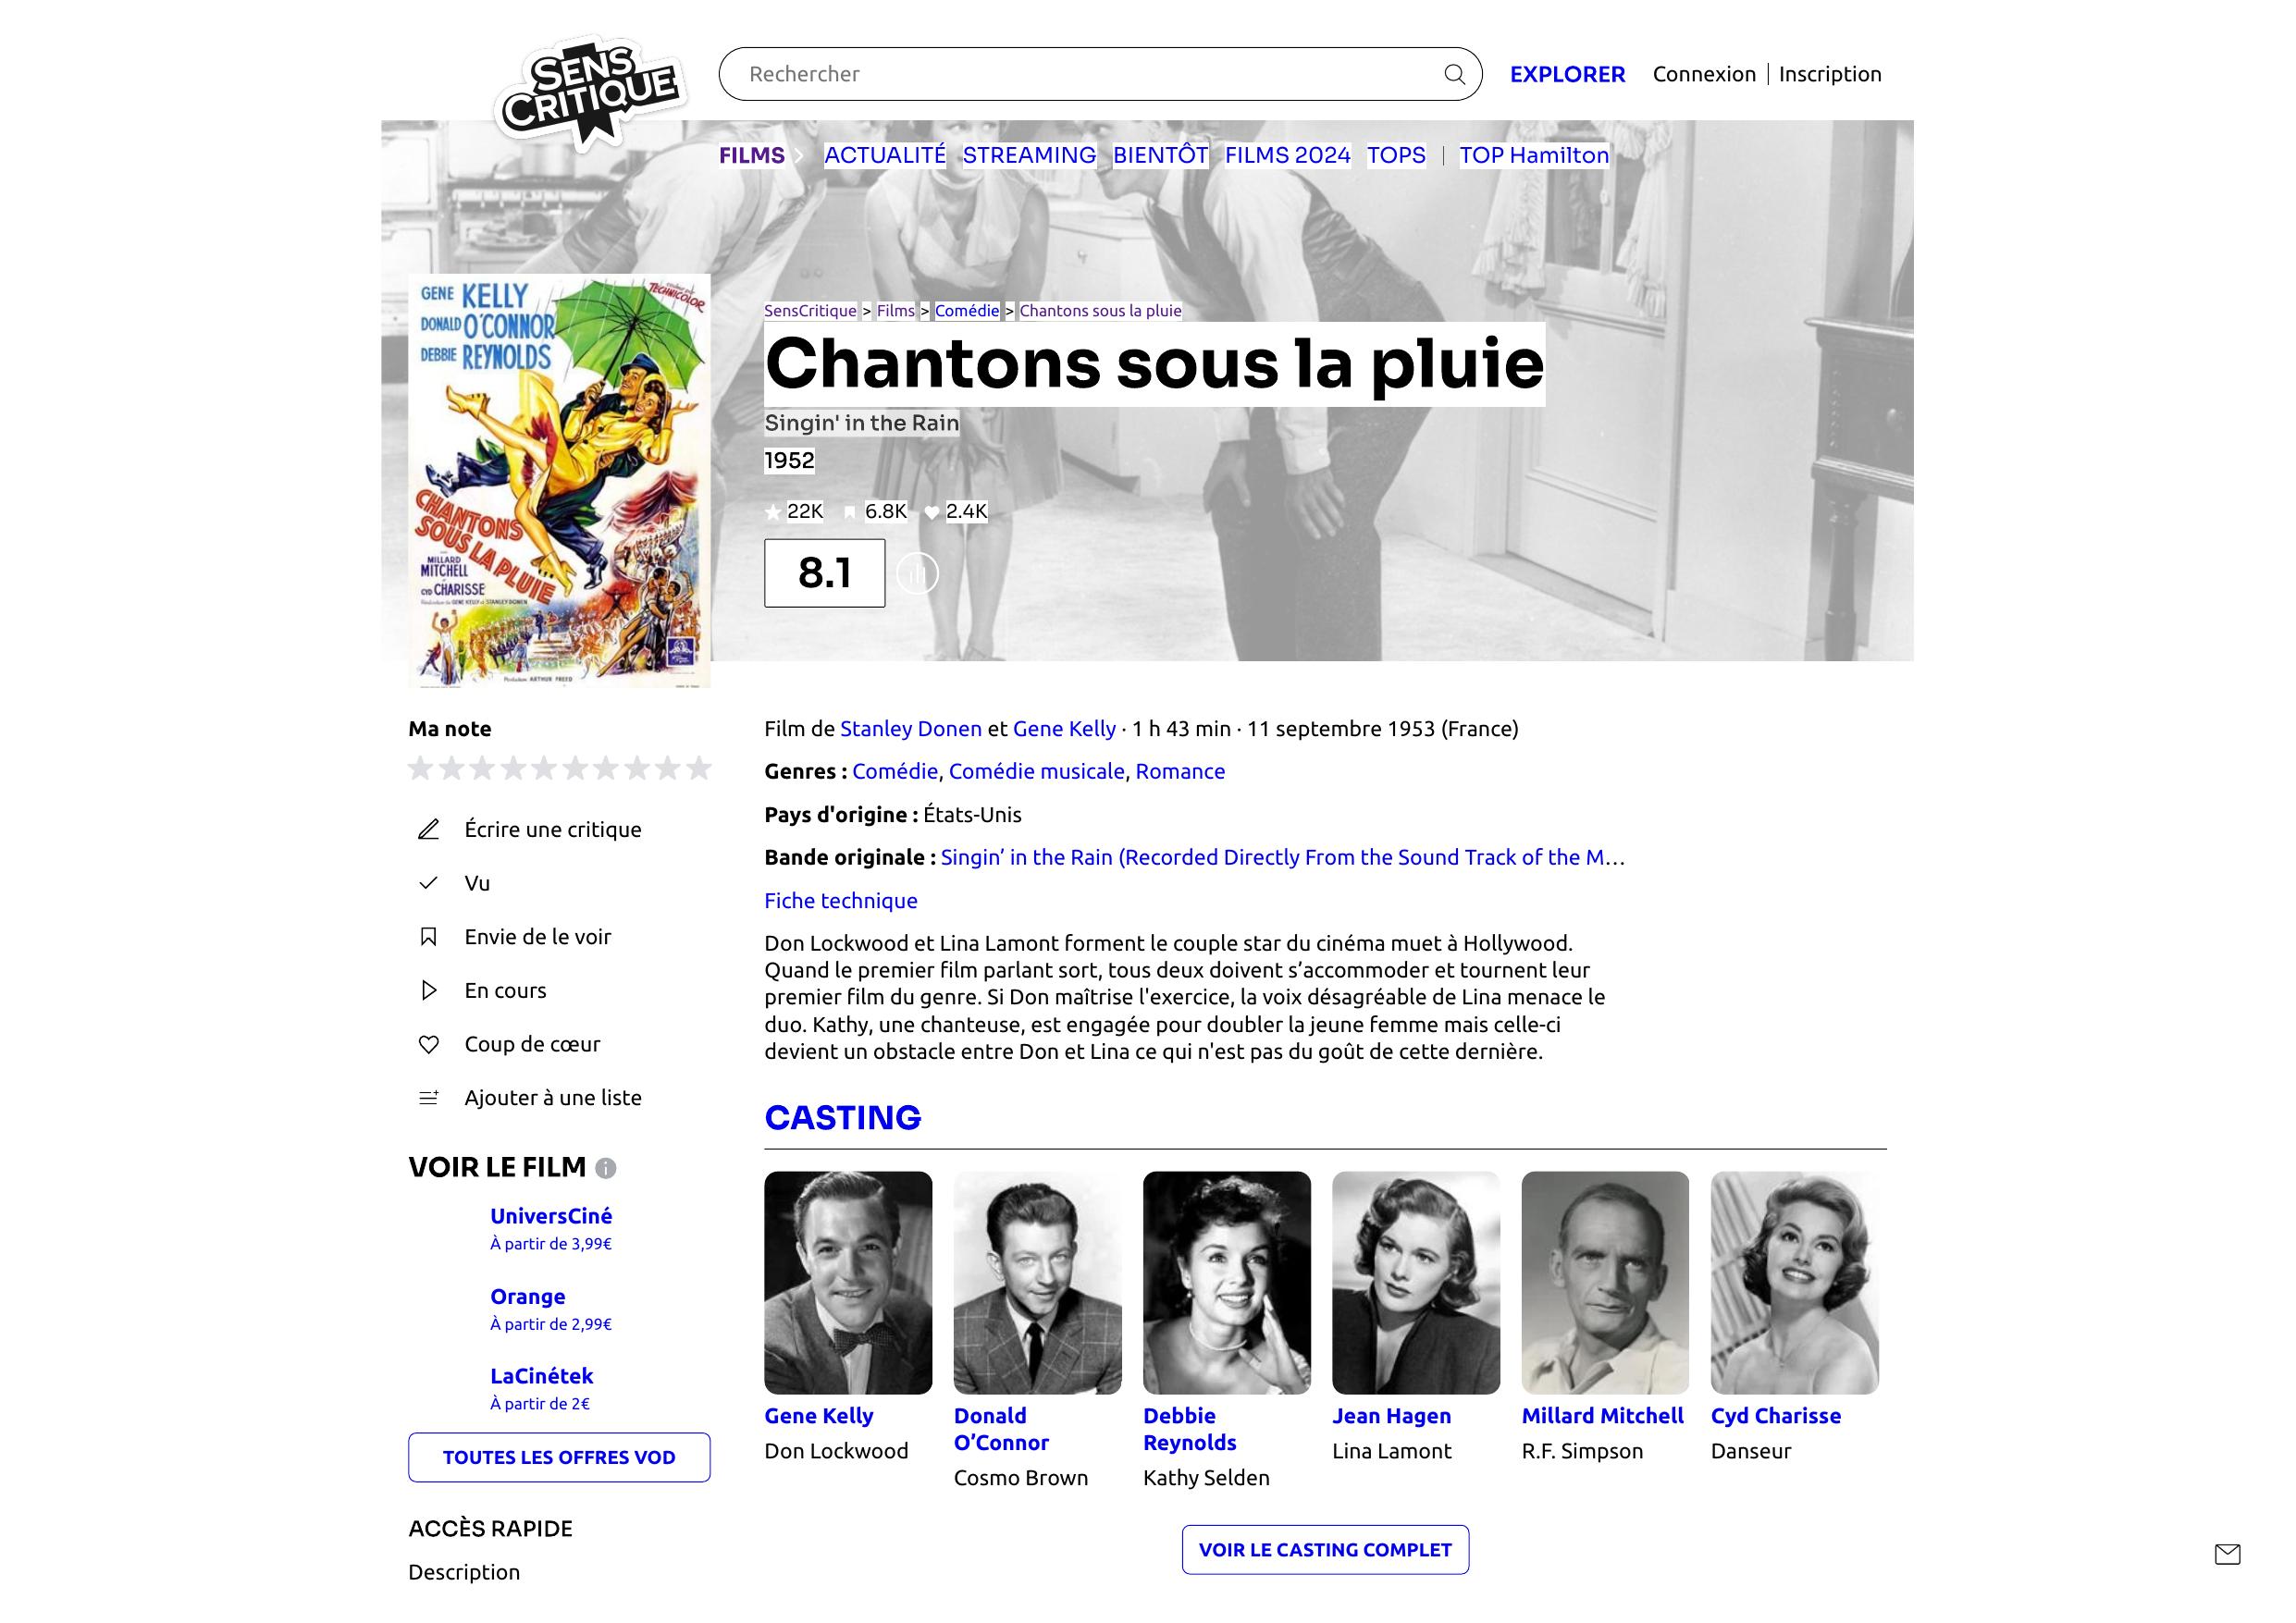 SENS
CRITIQUE
Rechercher
EXPLORER
Connexion | Inscription
FILMS
ACTUALITÉ
STREAMING
BIENTÔT
FILMS 2024
TOPS
|
TOP Hamilton
GENE KELLY
DONALD O'CONNOR
DEBBIE REYNOLDS
TECHNICOLOR
CHANTONS
SOUS LA PLUIE
MILLARD
MITCHELL
CYD CHARISSE
Production ARTHUR FREED
SensCritique > Films > Comédie > Chantons sous la pluie
Chantons sous la pluie
Singin' in the Rain
1952
22K
6.8K
2.4K
8.1
Ma note
Écrire une critique
Vu
Envie de le voir
En cours
Coup de cœur
Ajouter à une liste
VOIR LE FILM
UniversCiné
À partir de 3,99€
Orange
À partir de 2,99€
LaCinétek
À partir de 2€
TOUTES LES OFFRES VOD
ACCÈS RAPIDE
Description
Film de Stanley Donen et Gene Kelly · 1 h 43 min · 11 septembre 1953 (France)
Genres : Comédie, Comédie musicale, Romance
Pays d'origine : États-Unis
Bande originale : Singin’ in the Rain (Recorded Directly From the Sound Track of the M…
Fiche technique
Don Lockwood et Lina Lamont forment le couple star du cinéma muet à Hollywood.
Quand le premier film parlant sort, tous deux doivent s’accommoder et tournent leur
premier film du genre. Si Don maîtrise l'exercice, la voix désagréable de Lina menace le
duo. Kathy, une chanteuse, est engagée pour doubler la jeune femme mais celle-ci
devient un obstacle entre Don et Lina ce qui n'est pas du goût de cette dernière.
CASTING
Gene Kelly
Don Lockwood
Donald
O’Connor
Cosmo Brown
Debbie
Reynolds
Kathy Selden
Jean Hagen
Lina Lamont
Millard Mitchell
R.F. Simpson
Cyd Charisse
Danseur
VOIR LE CASTING COMPLET